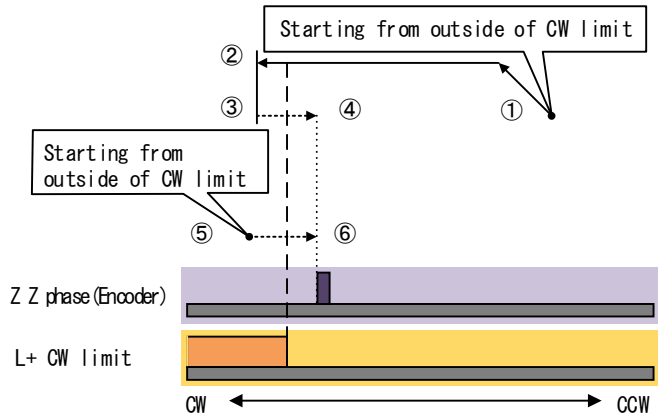 Starting from outside of CW limit
②
③
④
①
Starting from
outside of CW limit
⑤
⑥
Z Z phase(Encoder)
L+ CW limit
CW
CCW